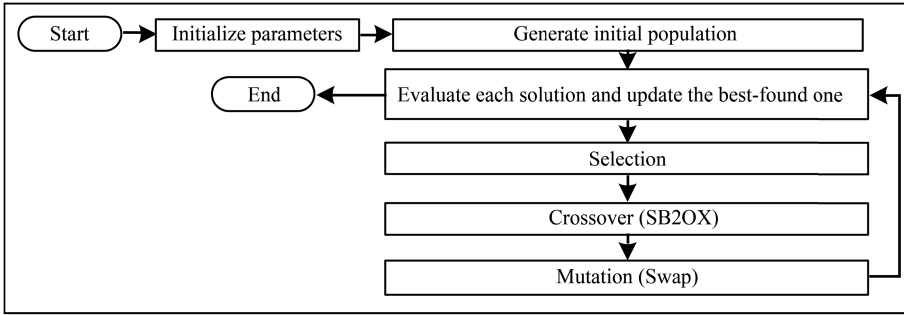 Start
Initialize parameters
Generate initial population
End
Evaluate each solution and update the best-found one
Selection
Crossover (SB2OX)
Mutation (Swap)